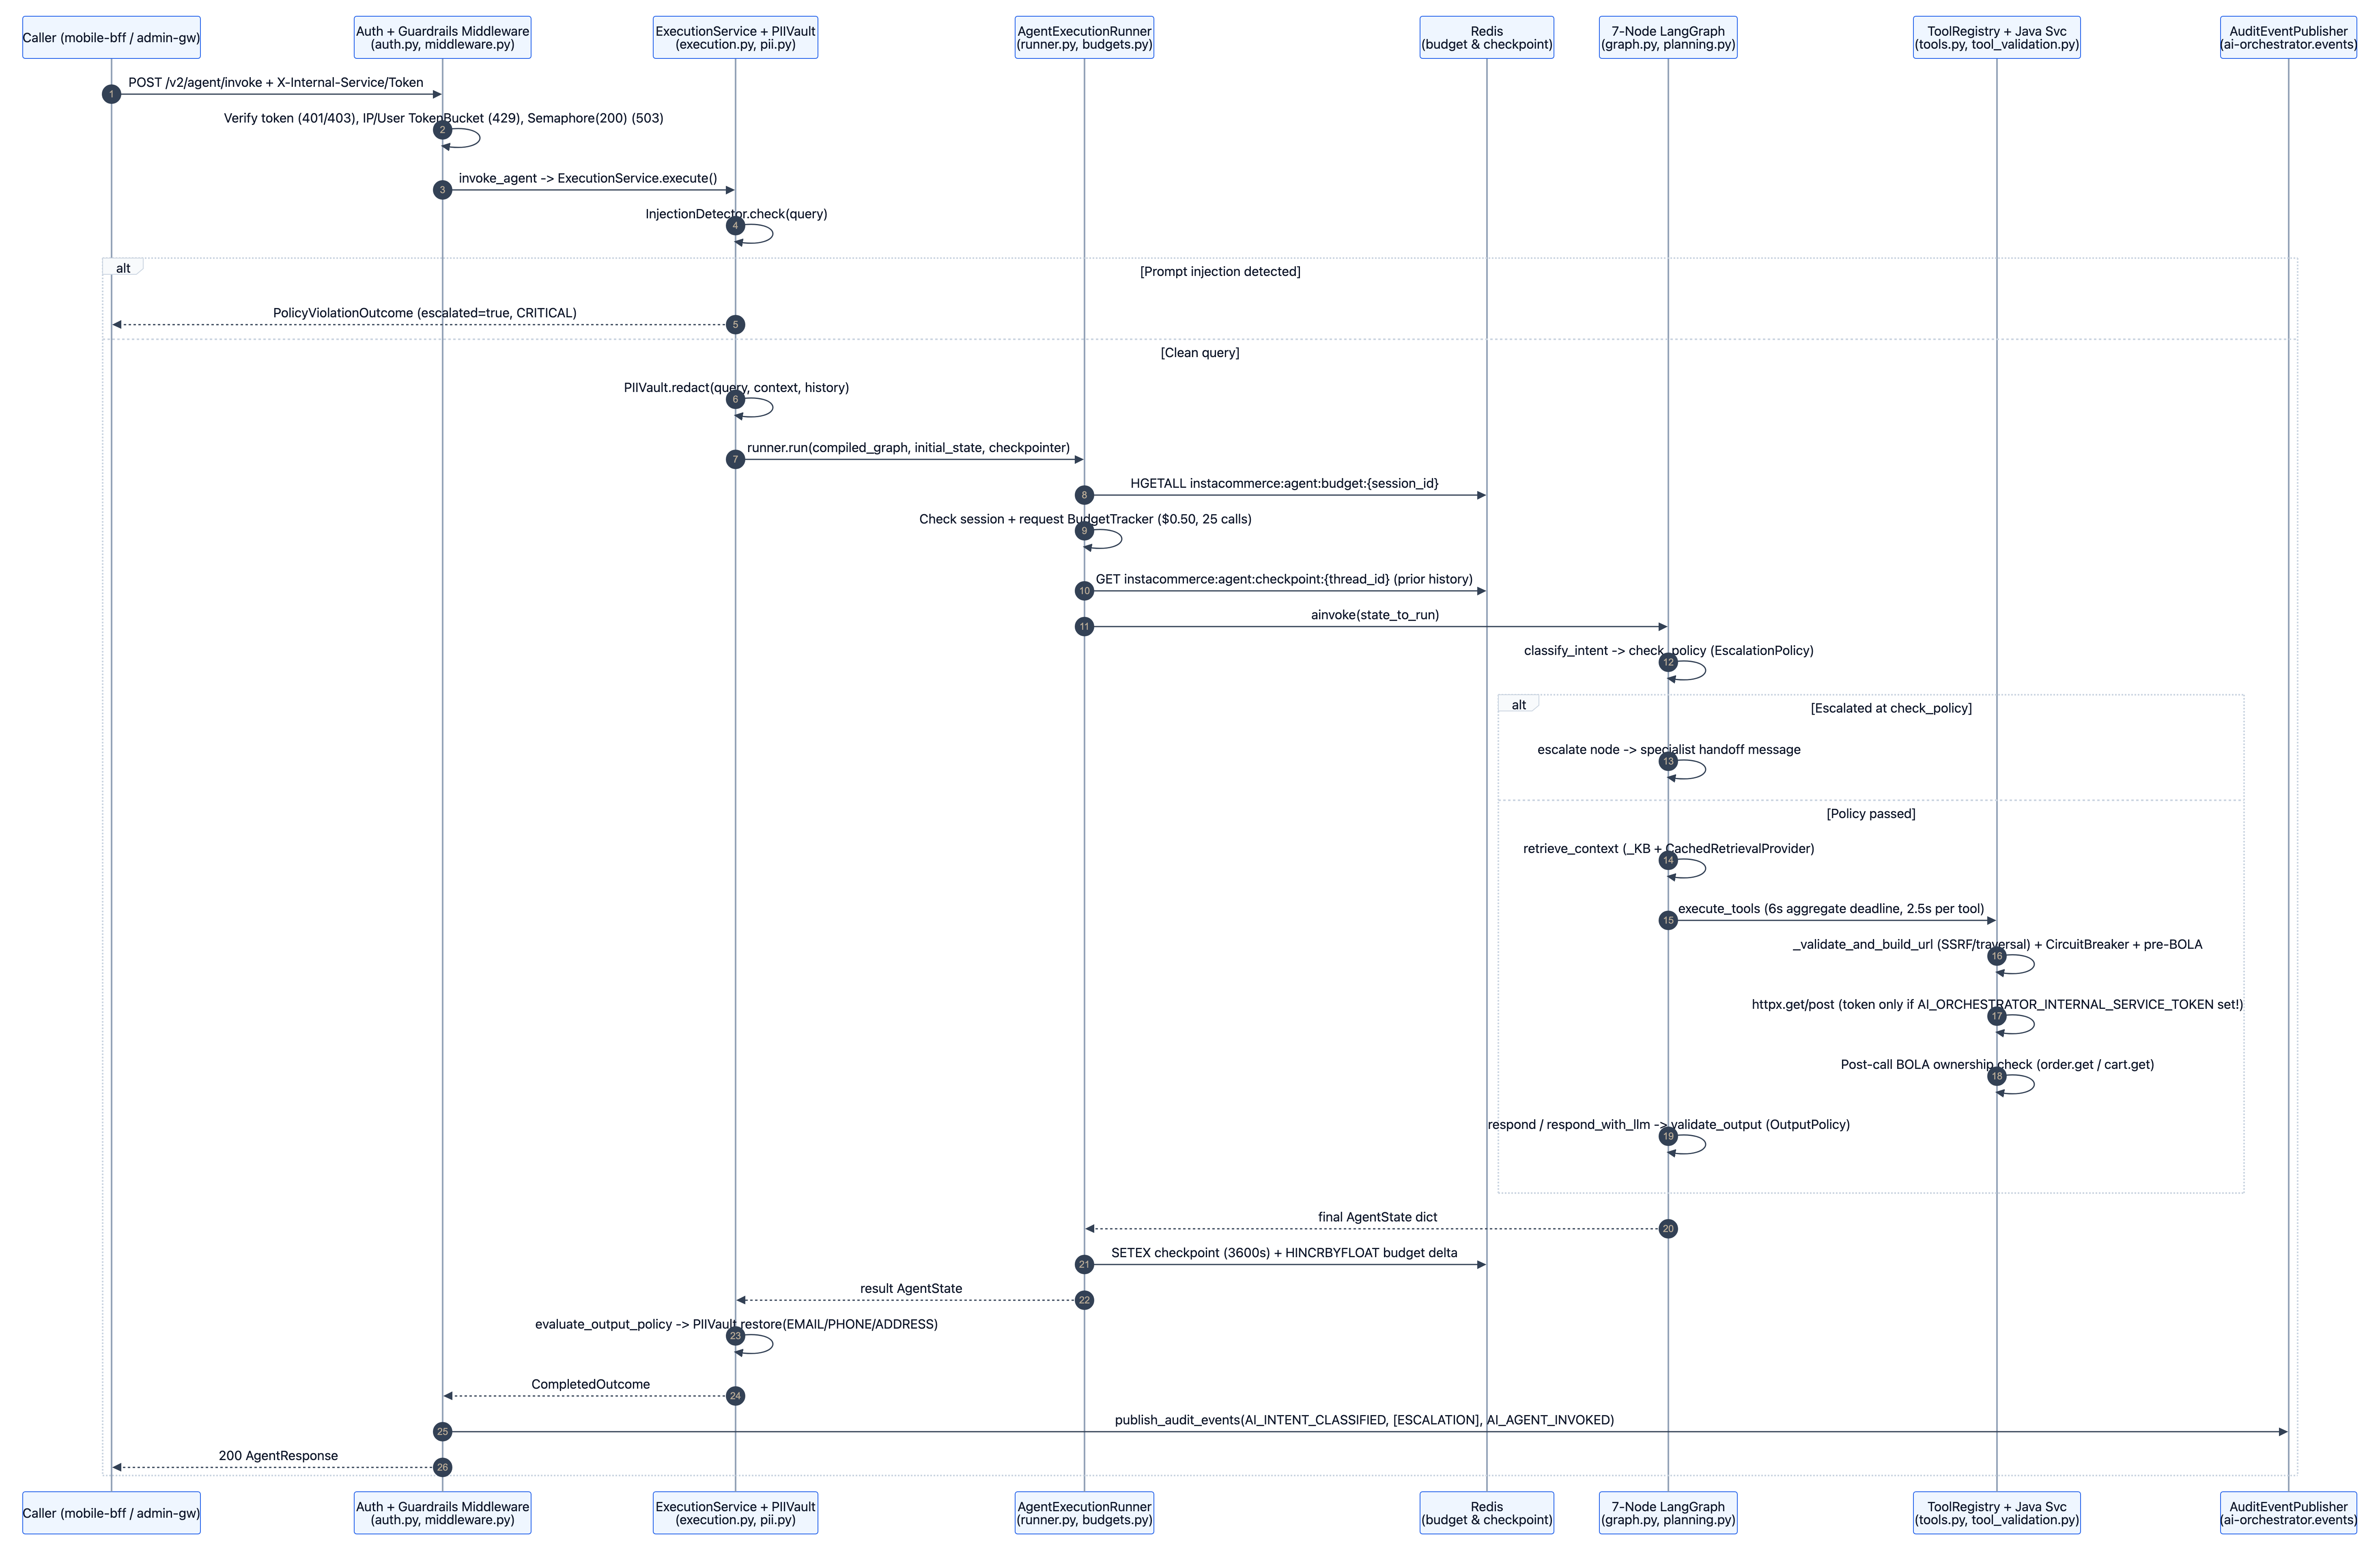 Caller (mobile-bff / admin-gw)
Auth + Guardrails Middleware
(auth.py, middleware.py)
ExecutionService + PIIVault
(execution.py, pii.py)
AgentExecutionRunner
(runner.py, budgets.py)
Redis
(budget & checkpoint)
7-Node LangGraph
(graph.py, planning.py)
ToolRegistry + Java Svc
(tools.py, tool_validation.py)
AuditEventPublisher
(ai-orchestrator.events)
POST /v2/agent/invoke + X-Internal-Service/Token
1
Verify token (401/403), IP/User TokenBucket (429), Semaphore(200) (503)
2
invoke_agent -> ExecutionService.execute()
3
InjectionDetector.check(query)
4
alt
[Prompt injection detected]
PolicyViolationOutcome (escalated=true, CRITICAL)
5
[Clean query]
PIIVault.redact(query, context, history)
6
runner.run(compiled_graph, initial_state, checkpointer)
7
HGETALL instacommerce:agent:budget:{session_id}
8
Check session + request BudgetTracker ($0.50, 25 calls)
9
GET instacommerce:agent:checkpoint:{thread_id} (prior history)
10
ainvoke(state_to_run)
11
classify_intent -> check_policy (EscalationPolicy)
12
alt
[Escalated at check_policy]
escalate node -> specialist handoff message
13
[Policy passed]
retrieve_context (_KB + CachedRetrievalProvider)
14
execute_tools (6s aggregate deadline, 2.5s per tool)
15
_validate_and_build_url (SSRF/traversal) + CircuitBreaker + pre-BOLA
16
httpx.get/post (token only if AI_ORCHESTRATOR_INTERNAL_SERVICE_TOKEN set!)
17
Post-call BOLA ownership check (order.get / cart.get)
18
respond / respond_with_llm -> validate_output (OutputPolicy)
19
final AgentState dict
20
SETEX checkpoint (3600s) + HINCRBYFLOAT budget delta
21
result AgentState
22
evaluate_output_policy -> PIIVault.restore(EMAIL/PHONE/ADDRESS)
23
CompletedOutcome
24
publish_audit_events(AI_INTENT_CLASSIFIED, [ESCALATION], AI_AGENT_INVOKED)
25
200 AgentResponse
26
Caller (mobile-bff / admin-gw)
Auth + Guardrails Middleware
(auth.py, middleware.py)
ExecutionService + PIIVault
(execution.py, pii.py)
AgentExecutionRunner
(runner.py, budgets.py)
Redis
(budget & checkpoint)
7-Node LangGraph
(graph.py, planning.py)
ToolRegistry + Java Svc
(tools.py, tool_validation.py)
AuditEventPublisher
(ai-orchestrator.events)